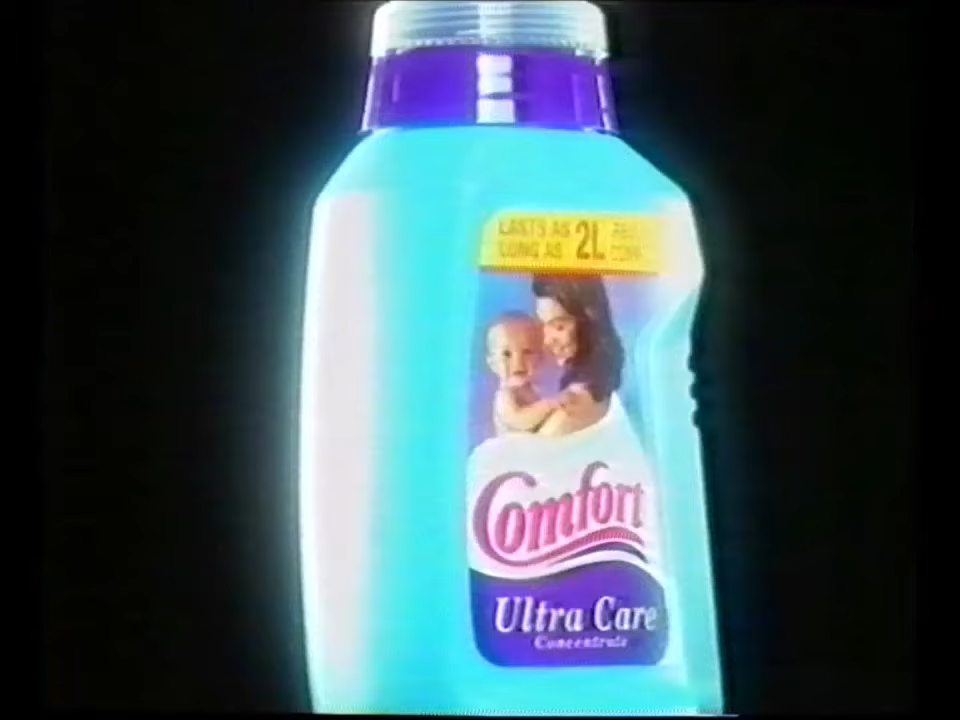 LASTS AS
LONG AS 2L
Comfort
Ultra Care
Concentrate